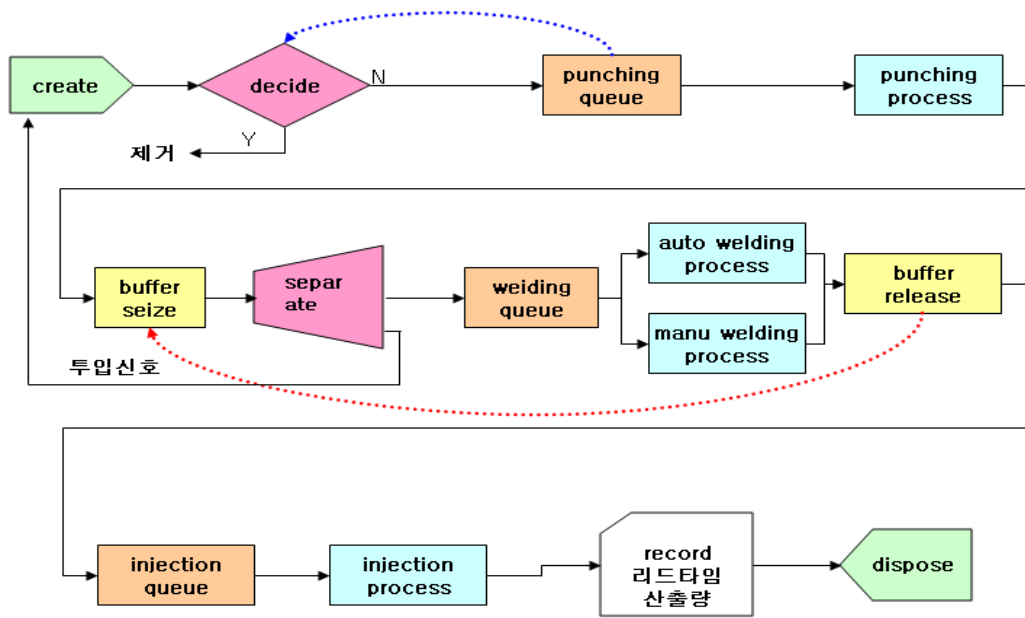 create
decide
N
Y
제거
punching
queue
punching
process
buffer
seize
separ
ate
투입신호
weiding
queue
auto welding
process
manu welding
process
buffer
release
injection
queue
injection
process
record
리드타임
산출량
dispose